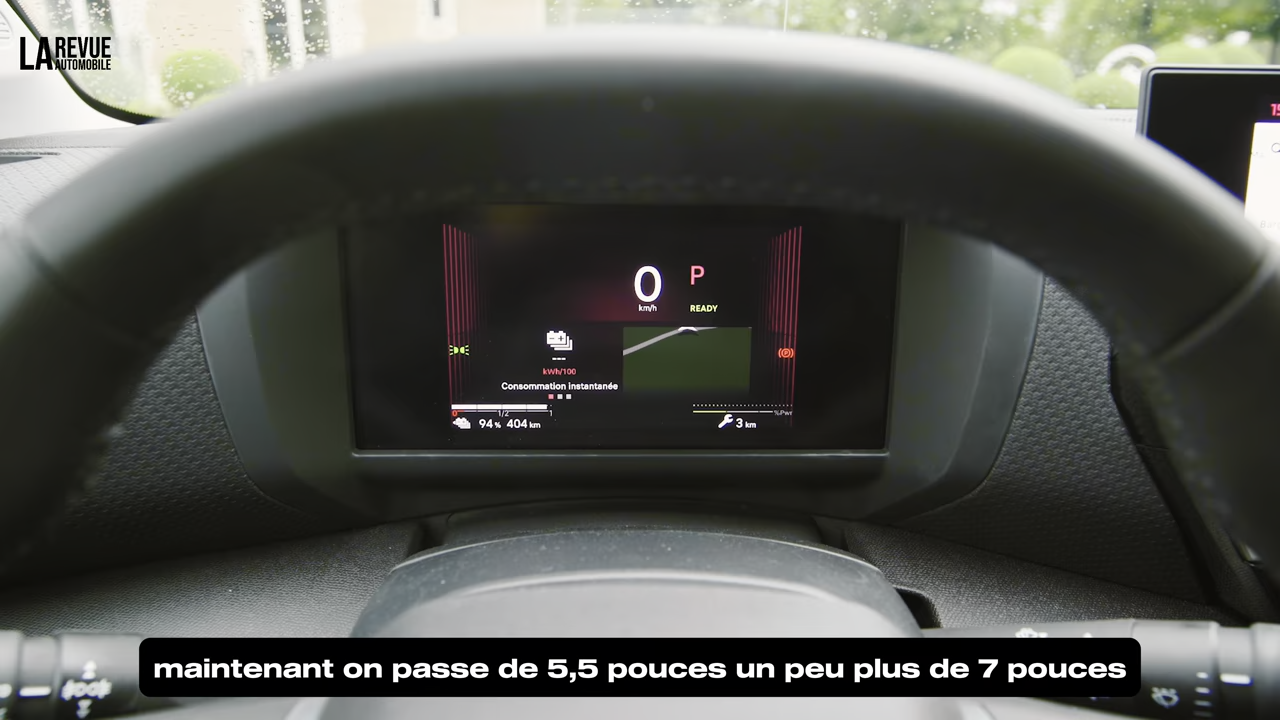 LA REVUE
AUTOMOBILE
15
0 P
km/h READY
---
kWh/100
Consommation instantanée
0 1/2 1
%Pwr
94 % 404 km
3 km
maintenant on passe de 5,5 pouces un peu plus de 7 pouces